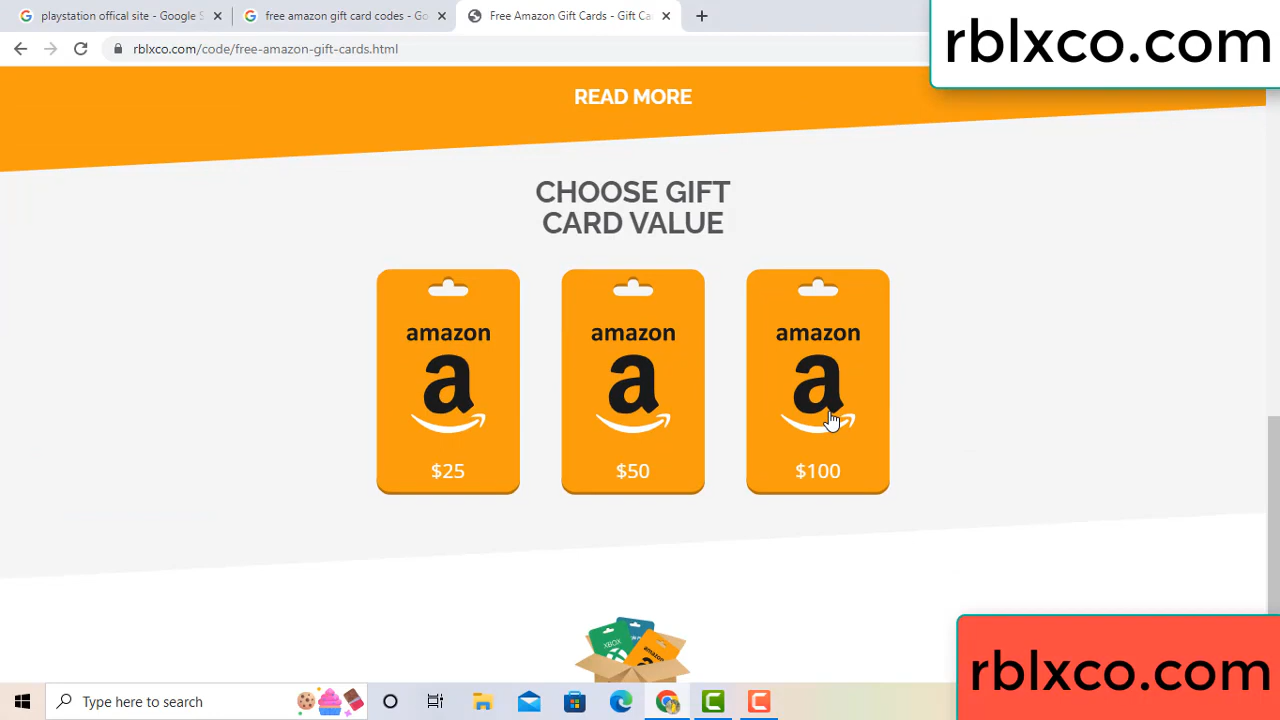 playstation offical site - Google S
free amazon gift card codes - Go
Free Amazon Gift Cards - Gift Ca
rblxco.com/code/free-amazon-gift-cards.html
rblxco.com
READ MORE
CHOOSE GIFT
CARD VALUE
amazon
a
$25
amazon
a
$50
amazon
a
$100
XBOX
amazon
rblxco.com
Type here to search